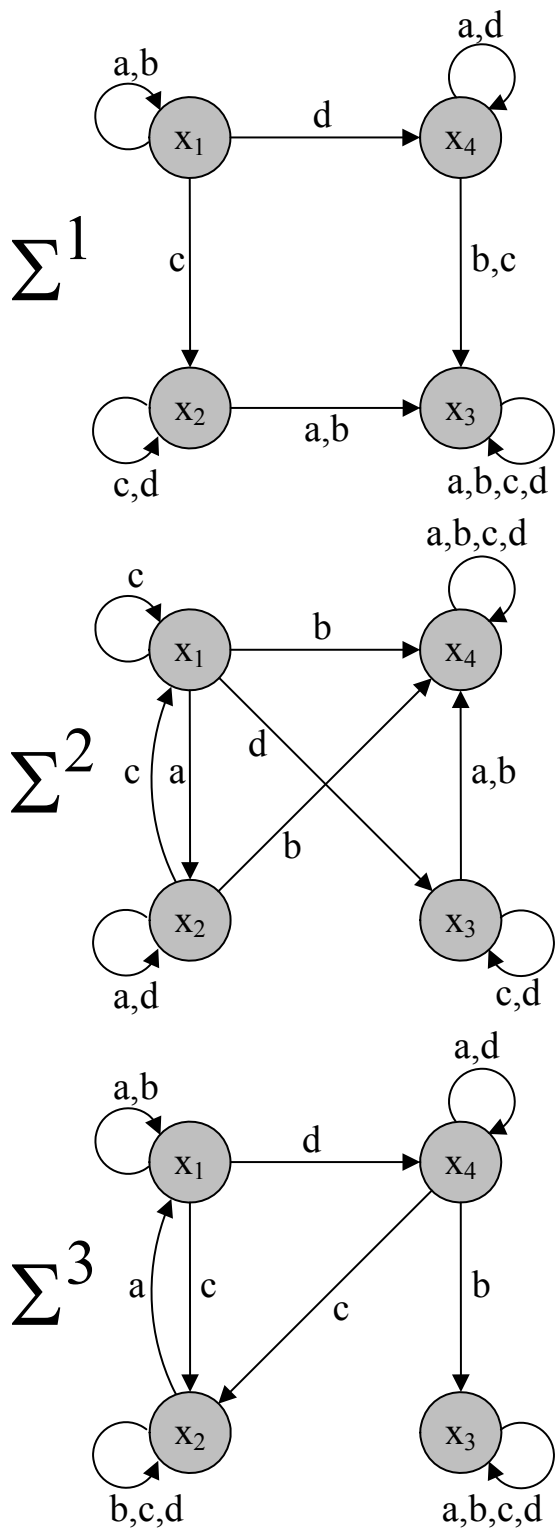 a,d
a,b
x₁ d x₄
Σ¹ c b,c
x₂ a,b x₃
c,d a,b,c,d
a,b,c,d
c
x₁ b x₄
Σ² c a d a,b
b
x₂ x₃
a,d c,d
a,d
a,b
x₁ d x₄
Σ³ a c c b
x₂ x₃
b,c,d a,b,c,d